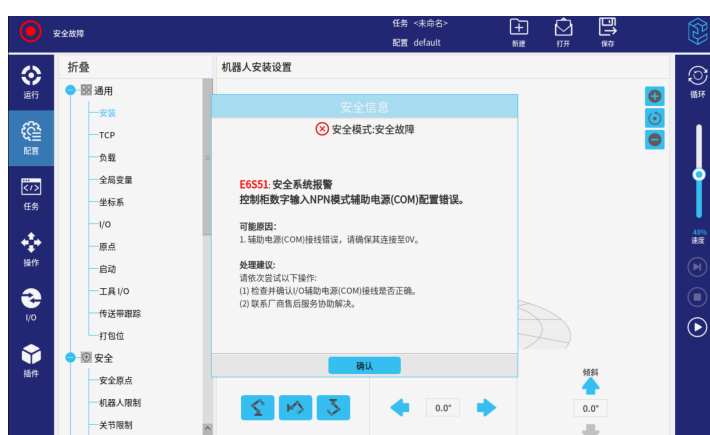 安全故障
任务 <未命名>
配置 default
新建
打开
保存
运行
配置
任务
操作
I/O
插件
折叠
通用
安装
TCP
负载
全局变量
坐标系
I/O
原点
启动
工具 I/O
传送带跟踪
打包位
安全
安全原点
机器人限制
关节限制
机器人安装设置
安全信息
安全模式:安全故障
E6S51: 安全系统报警
控制柜数字输入NPN模式辅助电源(COM)配置错误。
可能原因:
1. 辅助电源(COM)接线错误，请确保其连接至0V。
处理建议:
请依次尝试以下操作:
(1) 检查并确认I/O辅助电源(COM)接线是否正确。
(2) 联系厂商售后服务协助解决。
确认
0.0°
倾斜
0.0°
循环
48%
速度